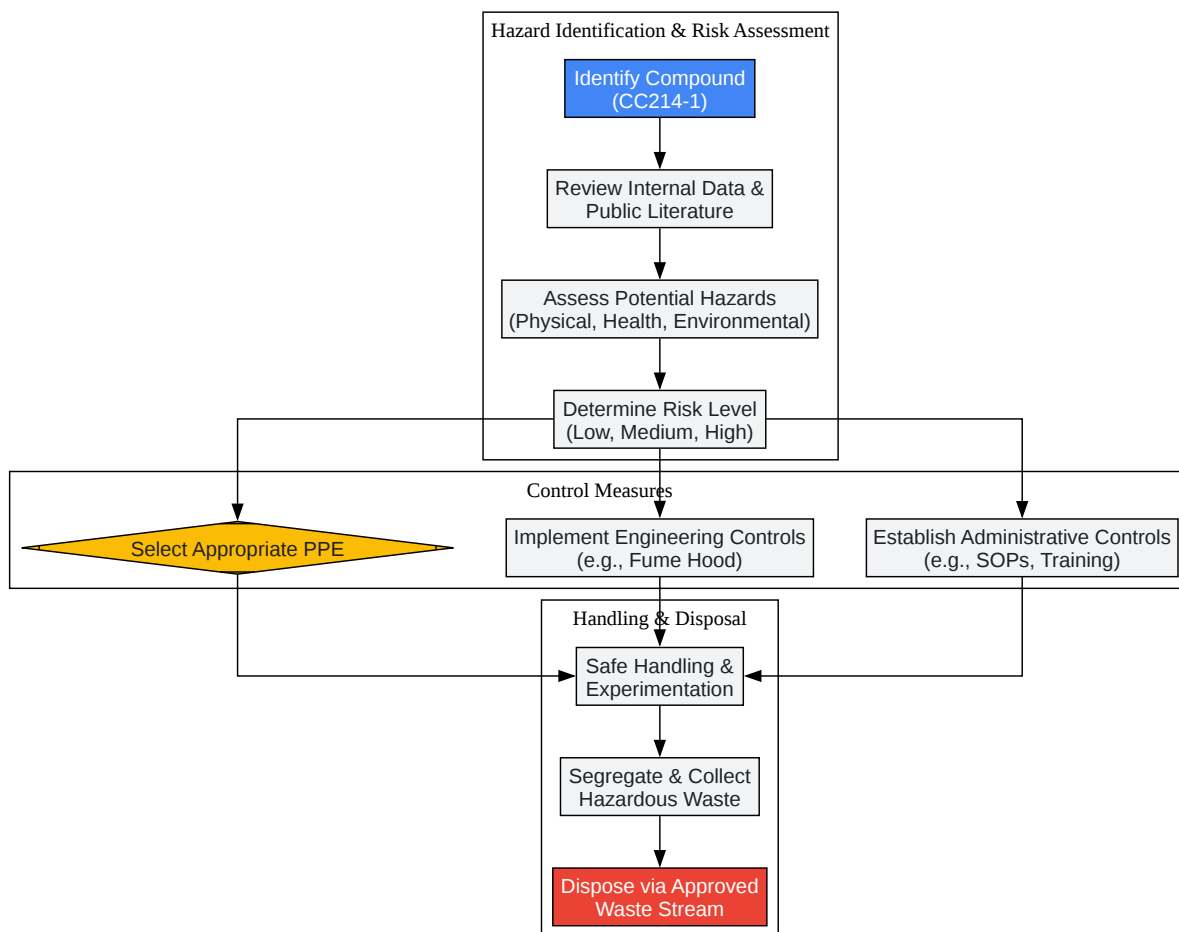 Hazard Identification & Risk Assessment
Identify Compound
(CC214-1)
Review Internal Data &
Public Literature
Assess Potential Hazards
(Physical, Health, Environmental)
Determine Risk Level
(Low, Medium, High)
Control Measures
Select Appropriate PPE
Implement Engineering Controls
(e.g., Fume Hood)
Establish Administrative Controls
(e.g., SOPs, Training)
Handling & Disposal
Safe Handling &
Experimentation
Segregate & Collect
Hazardous Waste
Dispose via Approved
Waste Stream